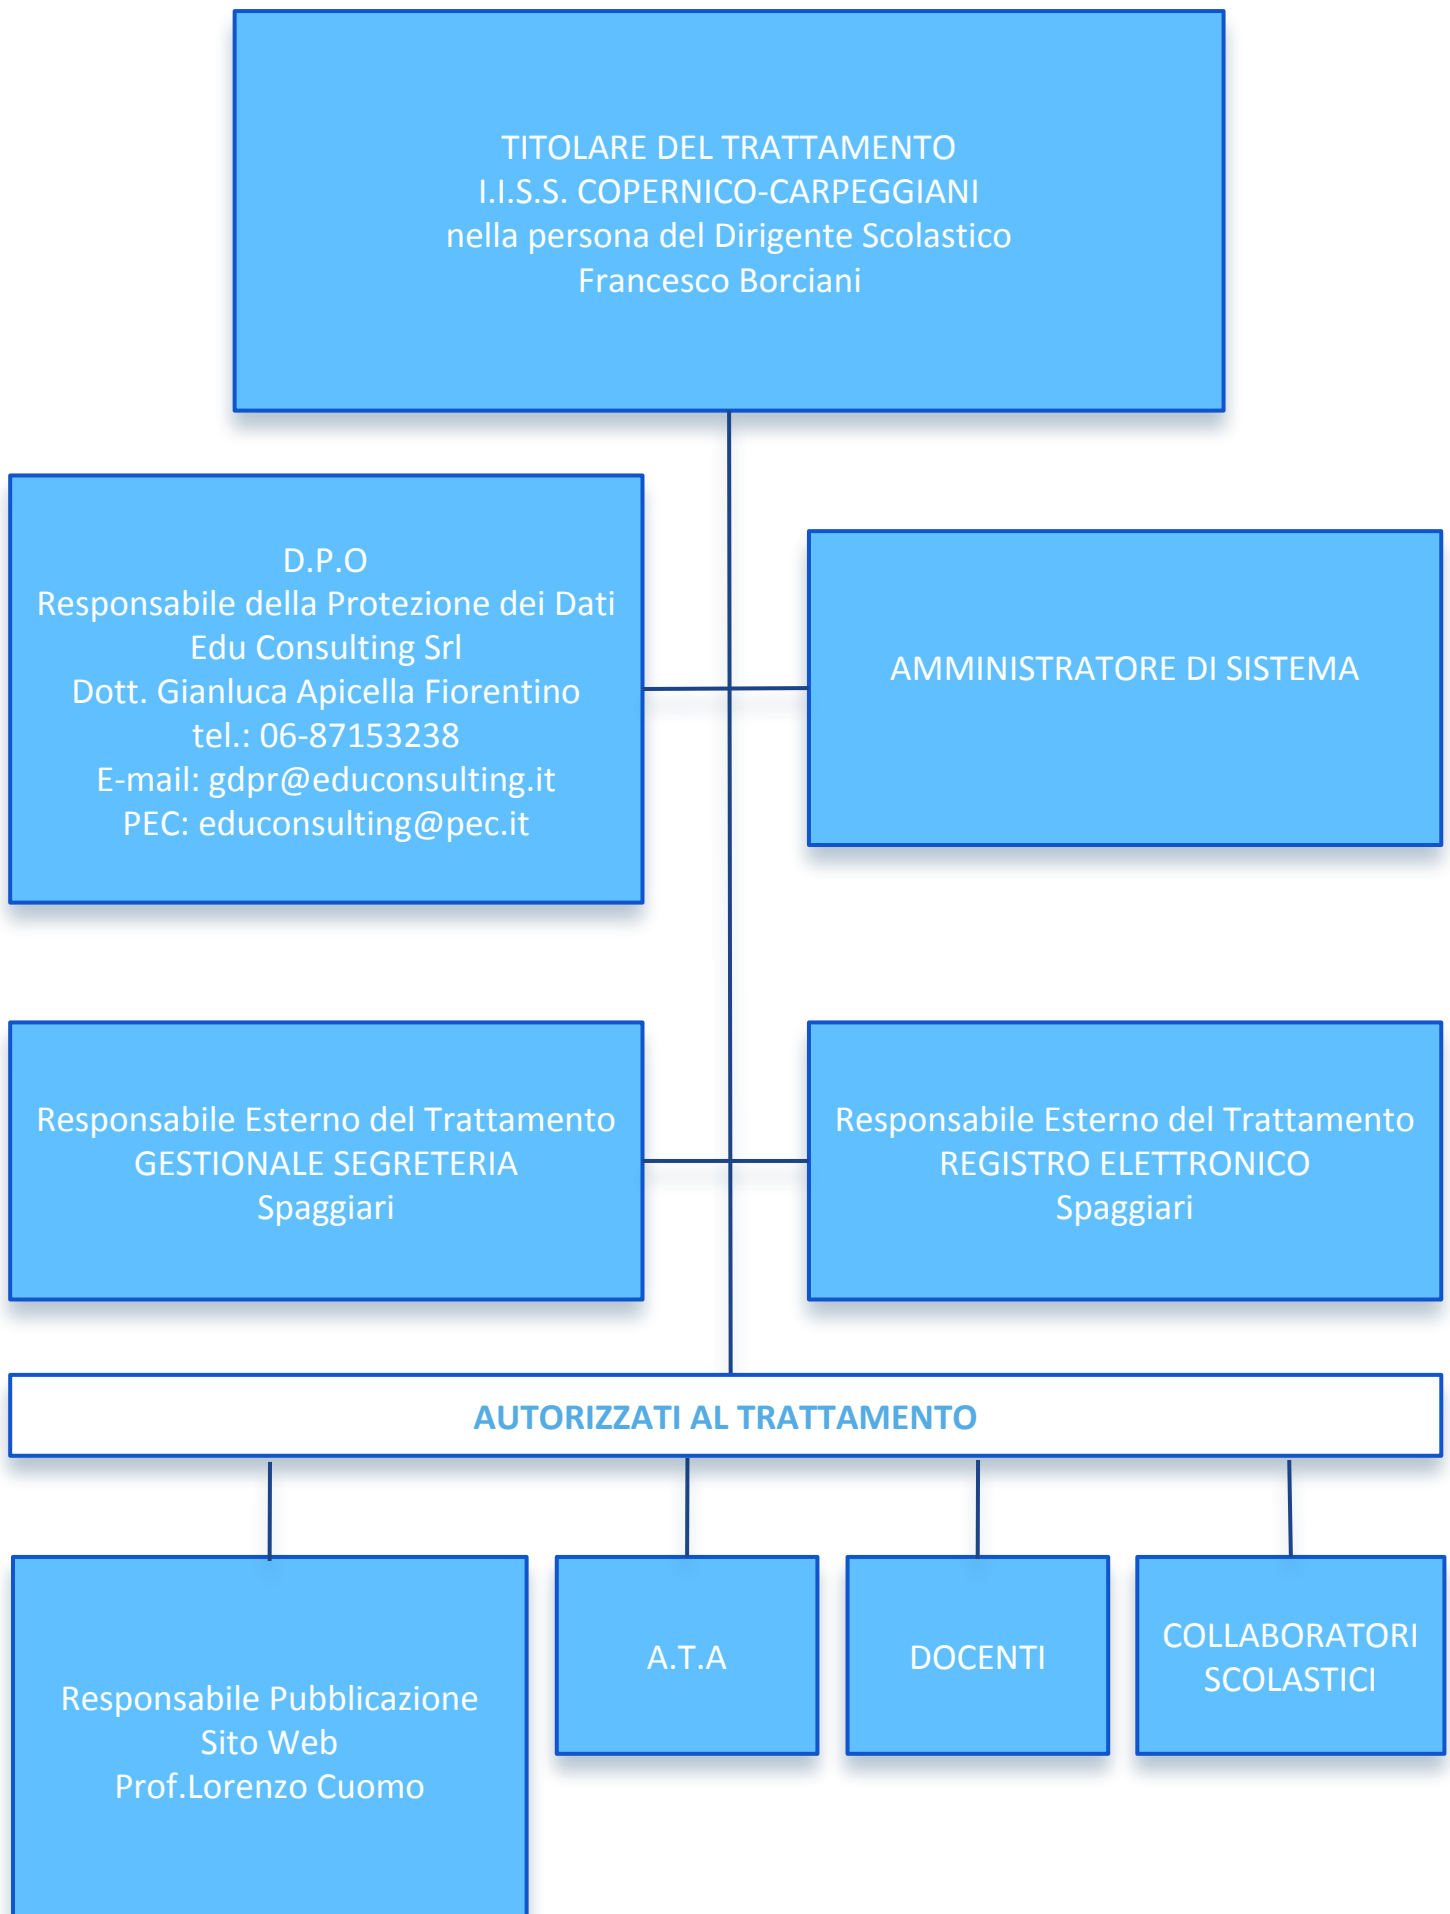 TITOLARE DEL TRATTAMENTO
I.I.S.S. COPERNICO-CARPEGGIANI
nella persona del Dirigente Scolastico
Francesco Borciani
D.P.O
Responsabile della Protezione dei Dati
Edu Consulting Srl
Dott. Gianluca Apicella Fiorentino
tel.: 06-87153238
E-mail: gdpr@educonsulting.it
PEC: educonsulting@pec.it
AMMINISTRATORE DI SISTEMA
Responsabile Esterno del Trattamento
GESTIONALE SEGRETERIA
Spaggiari
Responsabile Esterno del Trattamento
REGISTRO ELETTRONICO
Spaggiari
AUTORIZZATI AL TRATTAMENTO
Responsabile Pubblicazione
Sito Web
Prof.Lorenzo Cuomo
A.T.A
DOCENTI
COLLABORATORI
SCOLASTICI